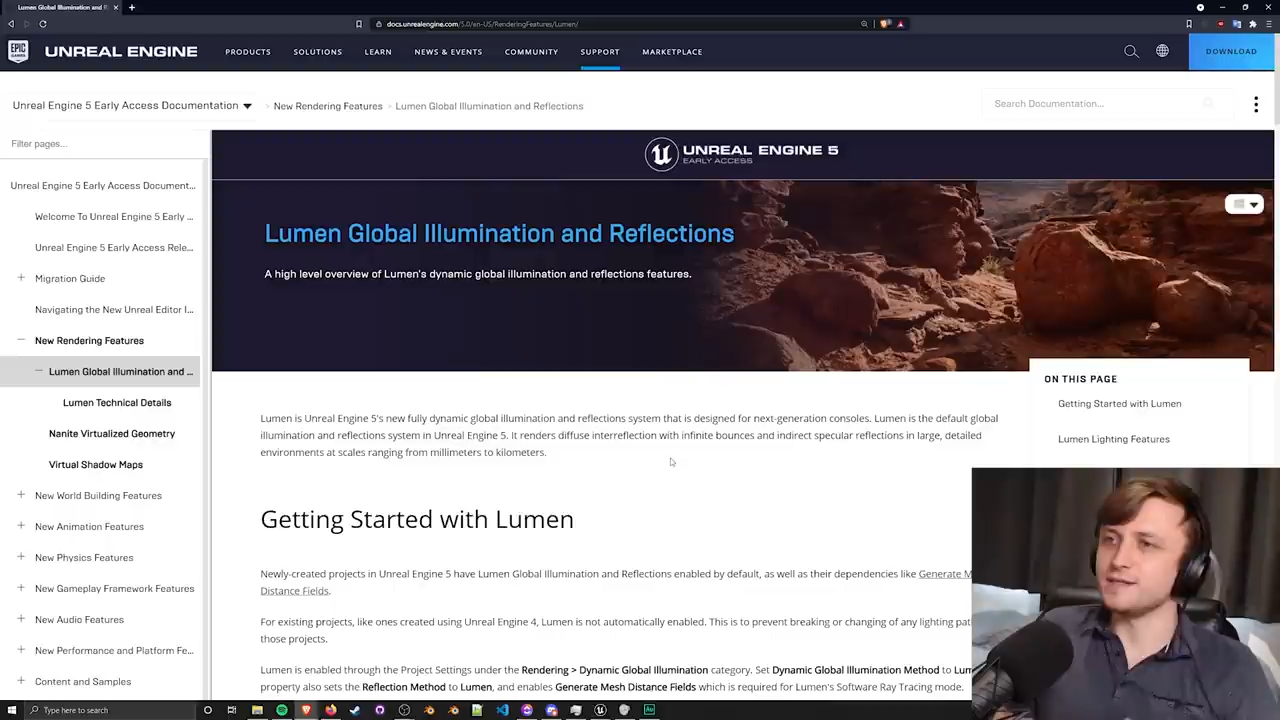 Lumen Global Illumination and Refl
docs.unrealengine.com/5.0/en-US/RenderingFeatures/Lumen/
EPIC GAMES
UNREAL ENGINE
PRODUCTS SOLUTIONS LEARN NEWS & EVENTS COMMUNITY SUPPORT MARKETPLACE
DOWNLOAD
Unreal Engine 5 Early Access Documentation > New Rendering Features > Lumen Global Illumination and Reflections
Search Documentation...
Filter pages...
Unreal Engine 5 Early Access Document...
Welcome To Unreal Engine 5 Early ...
Unreal Engine 5 Early Access Rele...
Migration Guide
Navigating the New Unreal Editor I...
New Rendering Features
Lumen Global Illumination and ...
Lumen Technical Details
Nanite Virtualized Geometry
Virtual Shadow Maps
New World Building Features
New Animation Features
New Physics Features
New Gameplay Framework Features
New Audio Features
New Performance and Platform Fe...
Content and Samples
UNREAL ENGINE 5
EARLY ACCESS
Lumen Global Illumination and Reflections
A high level overview of Lumen's dynamic global illumination and reflections features.
ON THIS PAGE
Getting Started with Lumen
Lumen Lighting Features
Lumen is Unreal Engine 5's new fully dynamic global illumination and reflections system that is designed for next-generation consoles. Lumen is the default global
illumination and reflections system in Unreal Engine 5. It renders diffuse interreflection with infinite bounces and indirect specular reflections in large, detailed
environments at scales ranging from millimeters to kilometers.
Getting Started with Lumen
Newly-created projects in Unreal Engine 5 have Lumen Global Illumination and Reflections enabled by default, as well as their dependencies like Generate M
Distance Fields.
For existing projects, like ones created using Unreal Engine 4, Lumen is not automatically enabled. This is to prevent breaking or changing of any lighting pat
those projects.
Lumen is enabled through the Project Settings under the Rendering > Dynamic Global Illumination category. Set Dynamic Global Illumination Method to Lum
property also sets the Reflection Method to Lumen, and enables Generate Mesh Distance Fields which is required for Lumen's Software Ray Tracing mode.
Type here to search